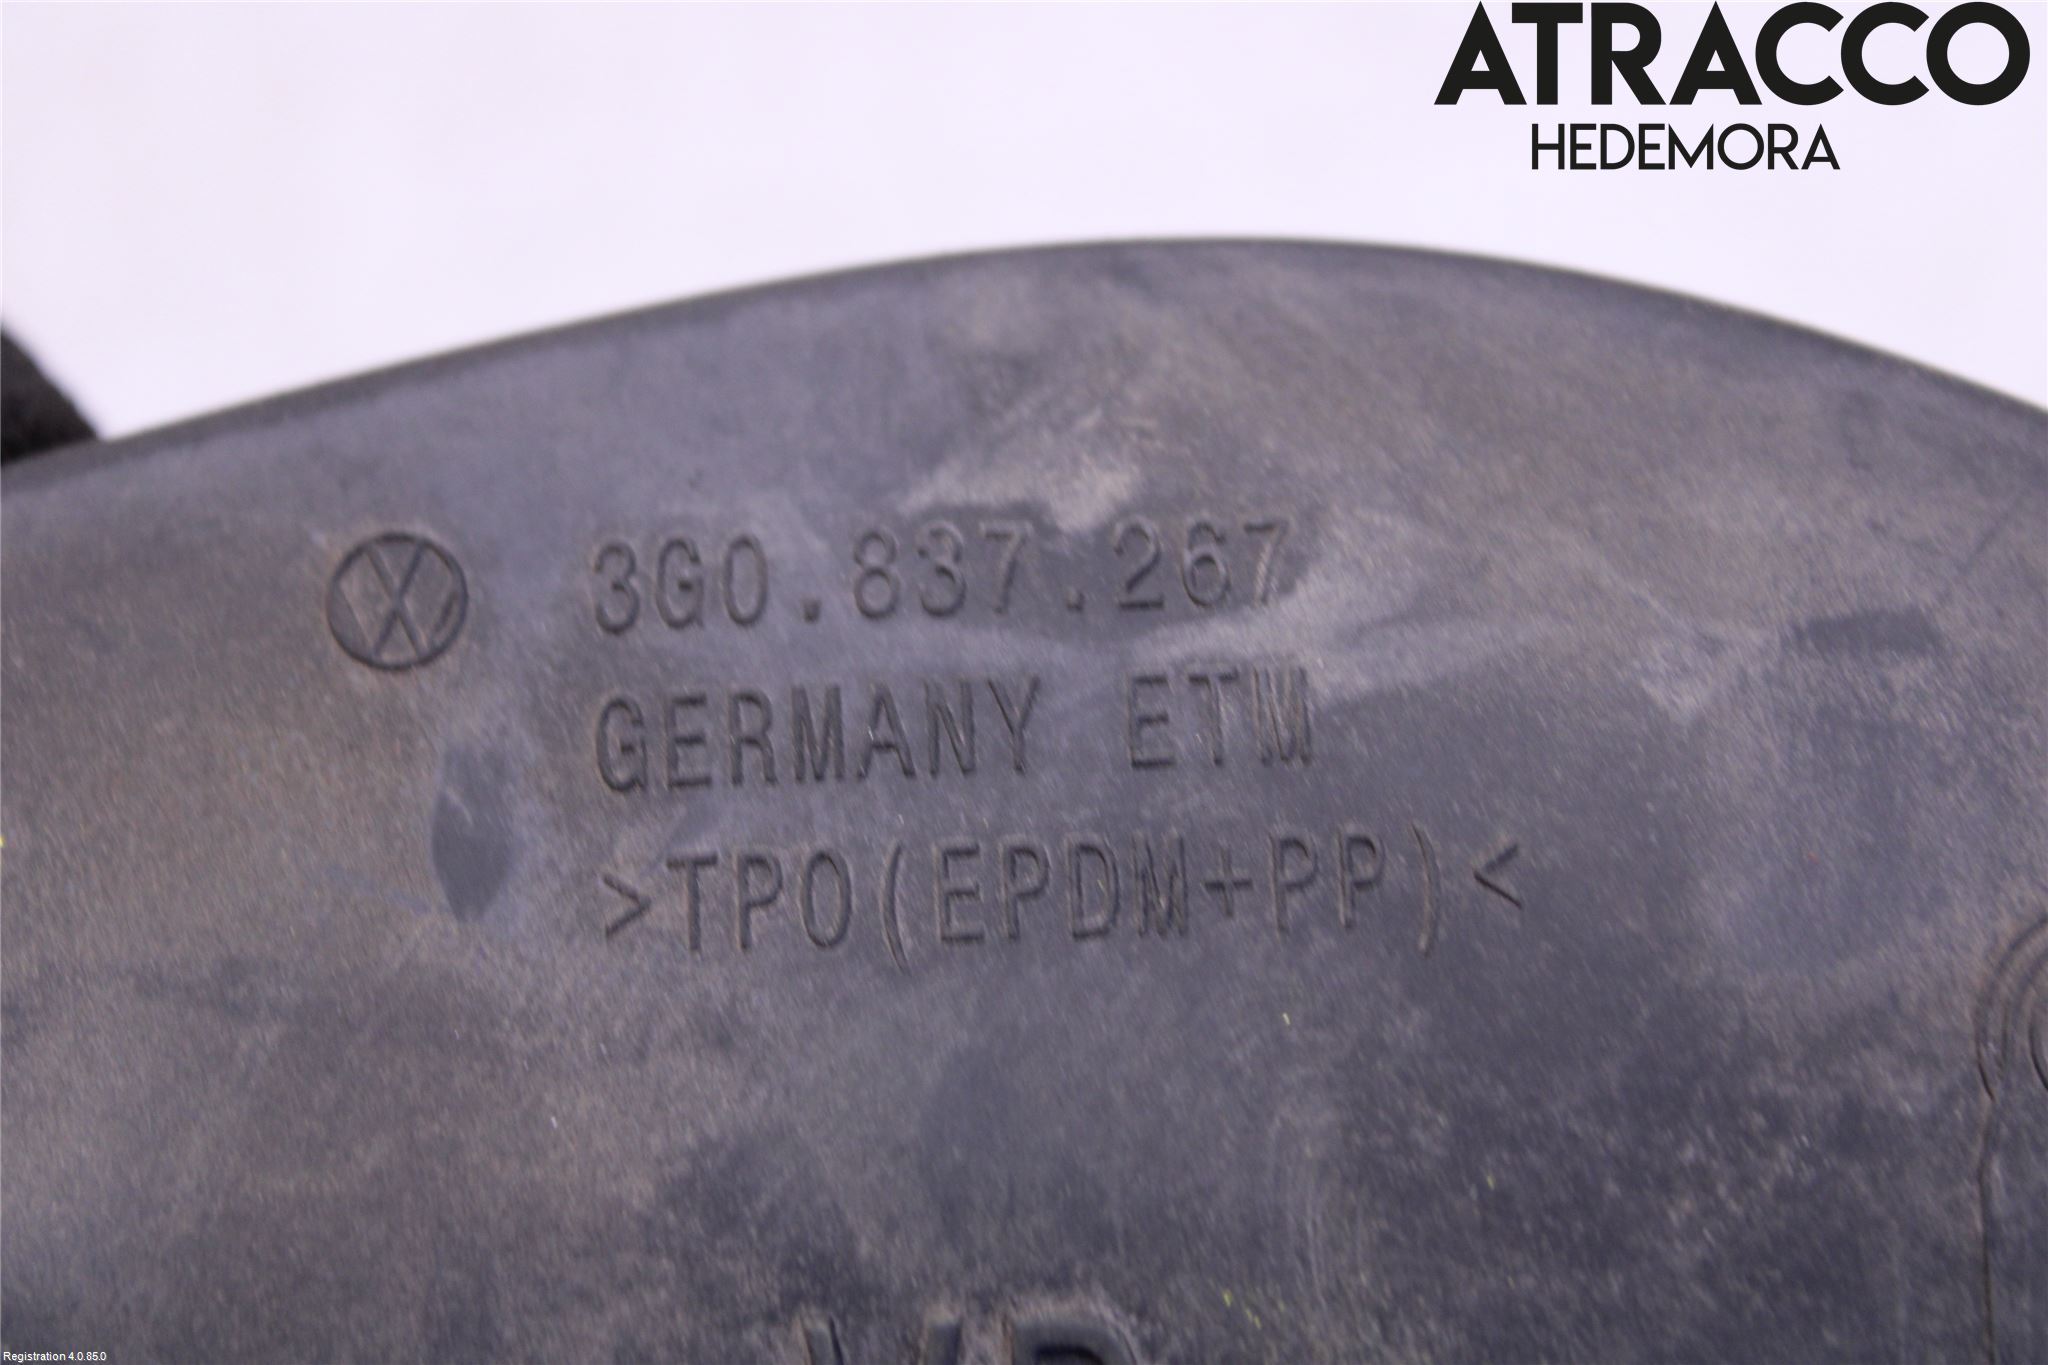 ATRACCO
HEDEMORA
3G0.837.267
GERMANY ETM
>TPO(EPDM+PP)<
Registration 4.0.85.0